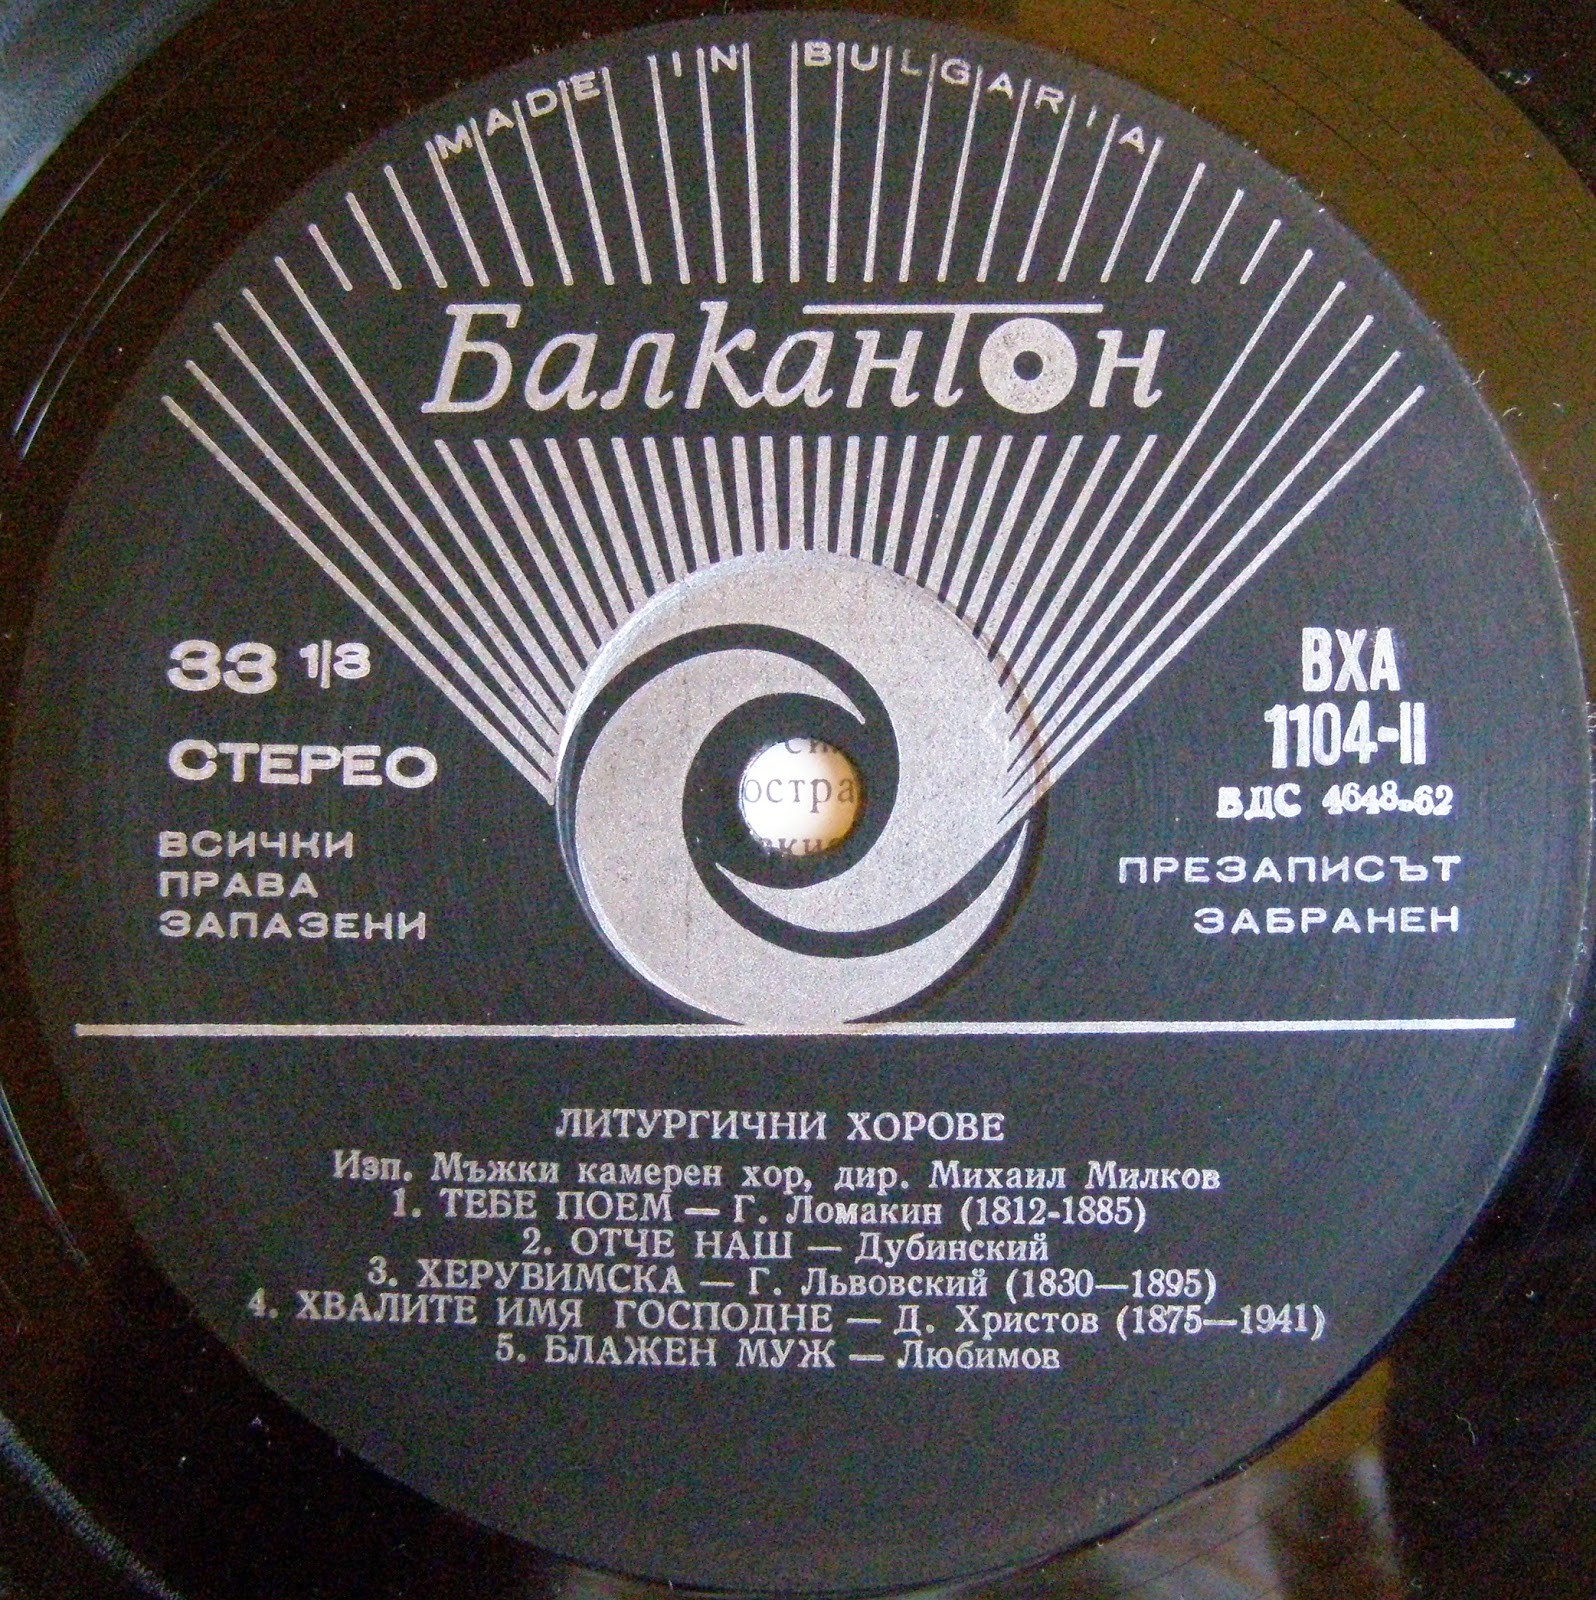 MADE IN BULGARIA
Балкантон
33 1/3
СТЕРЕО
ВСИЧКИ
ПРАВА
ЗАПАЗЕНИ
ВХА
1104-II
БДС 4648-62
ПРЕЗАПИСЪТ
ЗАБРАНЕН
остра
ЛИТУРГИЧНИ ХОРОВЕ
Изп. Мъжки камерен хор, дир. Михаил Милков
1. ТЕБЕ ПОЕМ — Г. Ломакин (1812-1885)
2. ОТЧЕ НАШ — Дубинский
3. ХЕРУВИМСКА — Г. Львовский (1830—1895)
4. ХВАЛИТЕ ИМЯ ГОСПОДНЕ — Д. Христов (1875—1941)
5. БЛАЖЕН МУЖ — Любимов